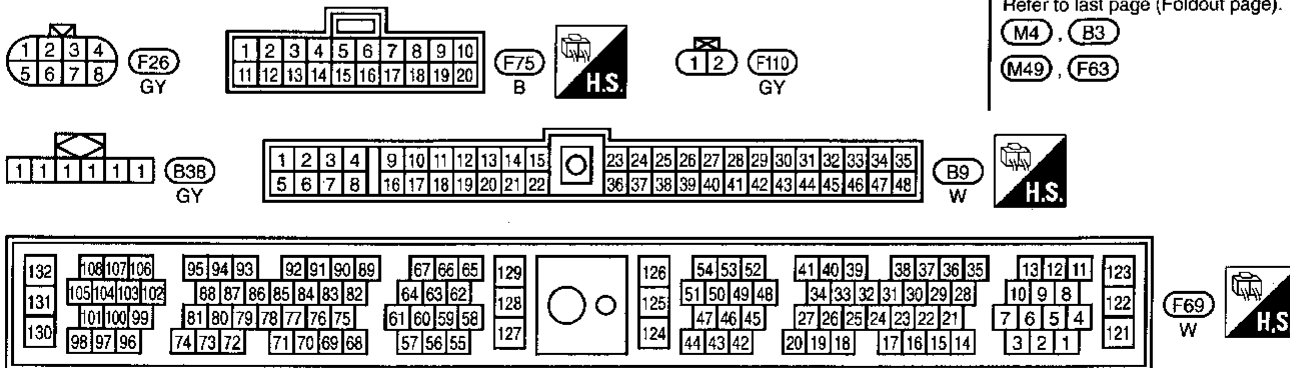 Refer to last page (Foldout page).
M4 , B3
M49 , F63
1 2 3 4
5 6 7 8
F26
GY
1 2 3 4 5 6 7 8 9 10
11 12 13 14 15 16 17 18 19 20
F75
B
H.S.
1 2
F110
GY
1 1 1 1 1 1
B38
GY
1 2 3 4 9 10 11 12 13 14 15 23 24 25 26 27 28 29 30 31 32 33 34 35
5 6 7 8 16 17 18 19 20 21 22 36 37 38 39 40 41 42 43 44 45 46 47 48
B9
W
H.S.
132 108 107 106 95 94 93 92 91 90 89 67 66 65 129 126 54 53 52 41 40 39 38 37 36 35 13 12 11 123
131 105 104 103 102 88 87 86 85 84 83 82 64 63 62 128 125 51 50 49 48 34 33 32 31 30 29 28 10 9 8 122
130 101 100 99 81 80 79 78 77 76 75 61 60 59 58 127 124 47 46 45 27 26 25 24 23 22 21 7 6 5 4 121
98 97 96 74 73 72 71 70 69 68 57 56 55 44 43 42 20 19 18 17 16 15 14 3 2 1
F69
W
H.S.